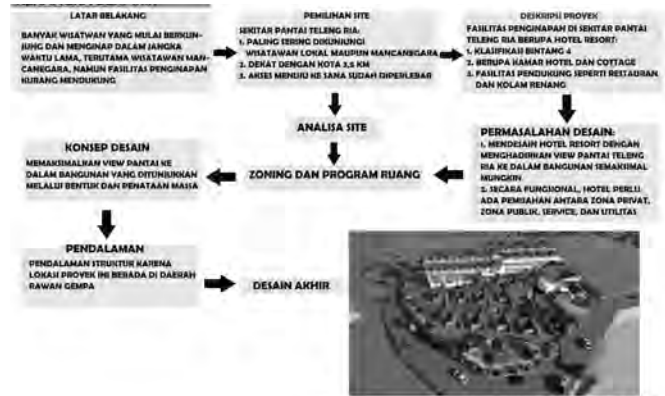 LATAR BELAKANG
BANYAK WISATWAN YANG MULAI BERKUN-
JUNG DAN MENGINAP DALAM JANGKA
WAKTU LAMA, TERUTAMA WISATAWAN MAN-
CANEGARA, NAMUN FASILITAS PENGINAPAN
KURANG MENDUKUNG
PEMILIHAN SITE
SEKITAR PANTAI TELENG RIA:
1. PALING SERING DIKUNJUNGI
WISATAWAN LOKAL MAUPUN MANCANEGARA
2. DEKAT DENGAN KOTA 3,5 KM
3. AKSES MENUJU KE SANA SUDAH DIPERLEBAR
DESKRIPSI PROYEK
FASILITAS PENGINAPAN DI SEKITAR PANTAI
TELENG RIA BERUPA HOTEL RESORT:
1. KLASIFIKASI BINTANG 4
2. BERUPA KAMAR HOTEL DAN COTTAGE
3. FASILITAS PENDUKUNG SEPERTI RESTAURAN
DAN KOLAM RENANG
ANALISA SITE
PERMASALAHAN DESAIN:
1. MENDESAIN HOTEL RESORT DENGAN
MENGHADIRKAN VIEW PANTAI TELENG
RIA KE DALAM BANGUNAN SEMAKSIMAL
MUNGKIN
2. SECARA FUNGSIONAL, HOTEL PERLU
ADA PEMISAHAN ANTARA ZONA PRIVAT,
ZONA PUBLIK, SERVICE, DAN UTILITAS
ZONING DAN PROGRAM RUANG
KONSEP DESAIN
MEMAKSIMALKAN VIEW PANTAI KE
DALAM BANGUNAN YANG DITUNJUKKAN
MELALUI BENTUK DAN PENATAAN MASSA
PENDALAMAN
PENDALAMAN STRUKTUR KARENA
LOKASI PROYEK INI BERADA DI DAERAH
RAWAN GEMPA
DESAIN AKHIR